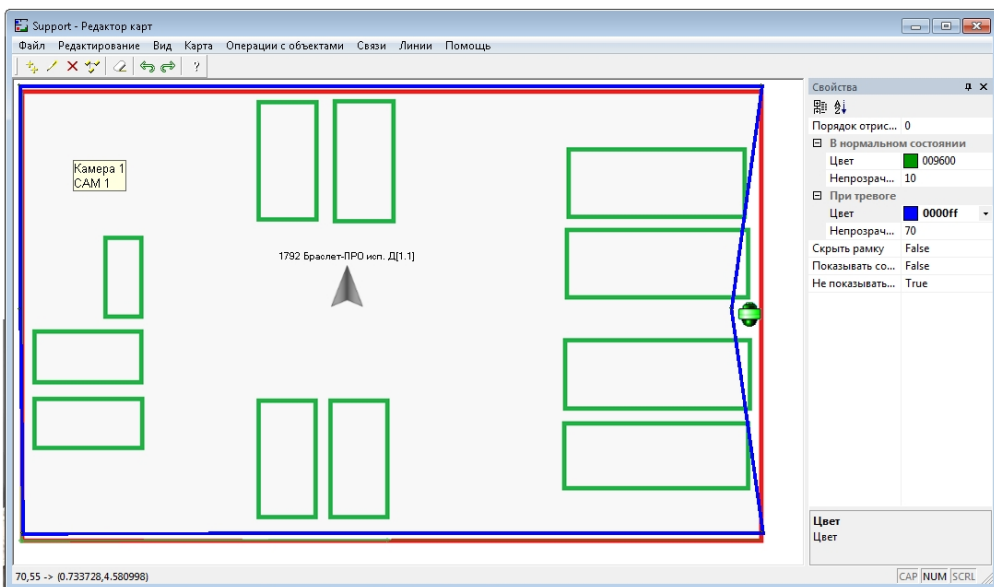 Support - Редактор карт
Файл Редактирование Вид Карта Операции с объектами Связи Линии Помощь
?
Камера 1
CAM 1
1792 Браслет-ПРО исп. Д[1.1]
Свойства
Порядок отрис... 0
В нормальном состоянии
Цвет 009600
Непрозрач... 10
При тревоге
Цвет 0000ff
Непрозрач... 70
Скрыть рамку False
Показывать со... False
Не показывать... True
Цвет
Цвет
70,55 -> (0.733728,4.580998)
CAP NUM SCRL